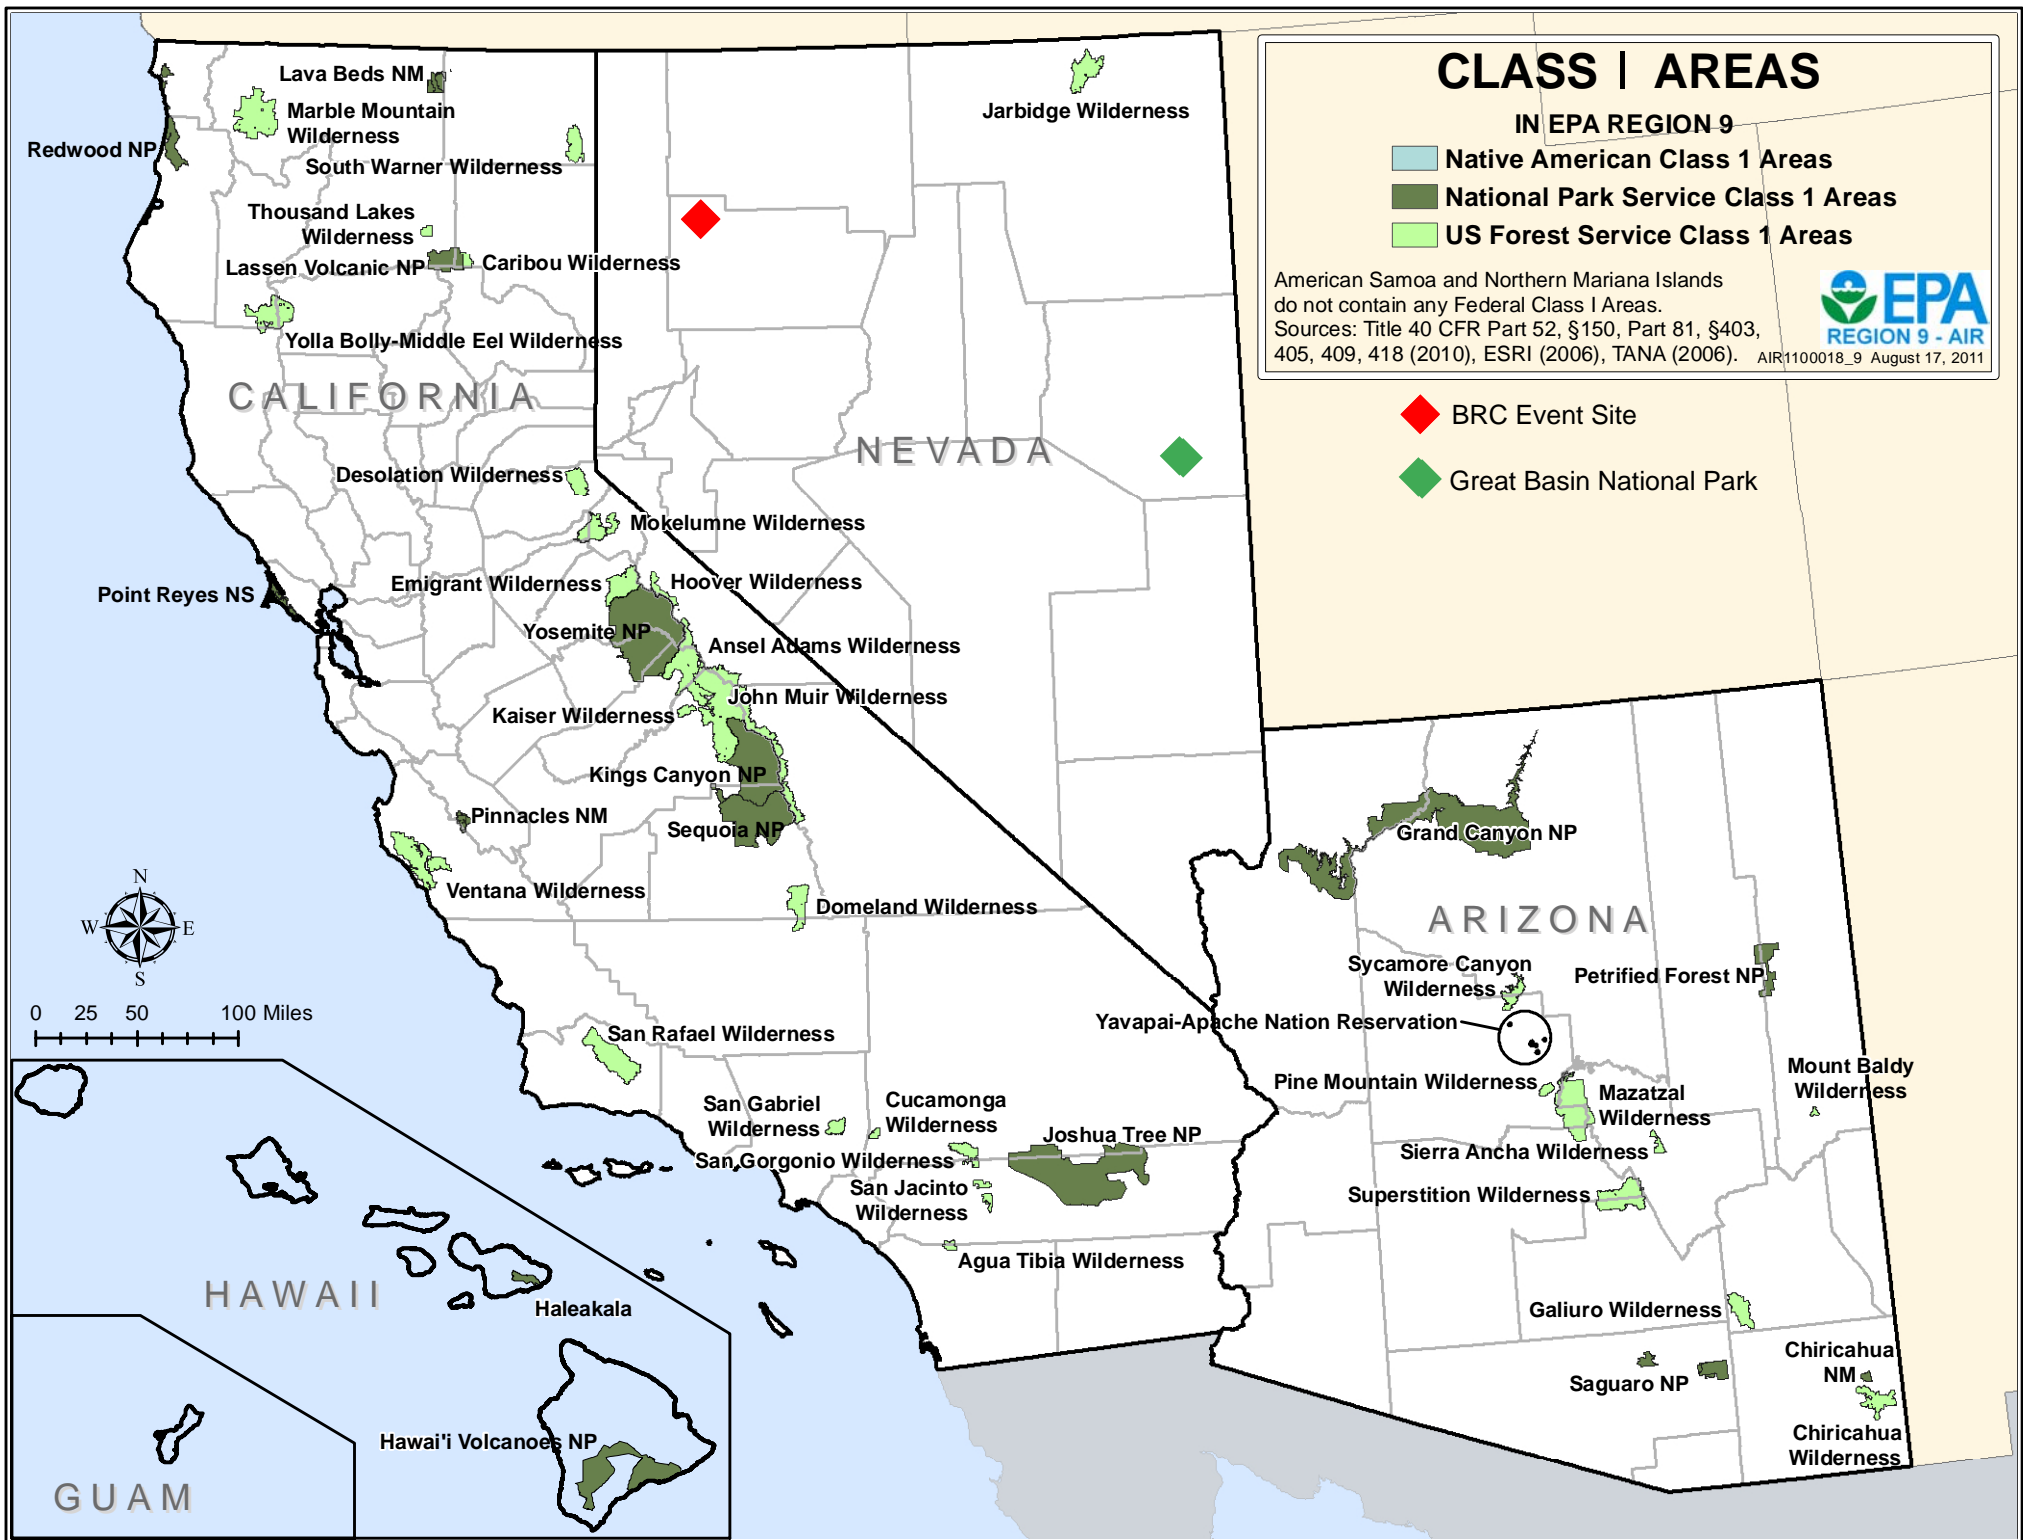 CLASS I AREAS
IN EPA REGION 9
Native American Class 1 Areas
National Park Service Class 1 Areas
US Forest Service Class 1 Areas
American Samoa and Northern Mariana Islands
do not contain any Federal Class I Areas.
Sources: Title 40 CFR Part 52, §150, Part 81, §403,
405, 409, 418 (2010), ESRI (2006), TANA (2006).
EPA
REGION 9 - AIR
AIR1100018_9 August 17, 2011
BRC Event Site
Great Basin National Park
Lava Beds NM
Marble Mountain
Wilderness
Redwood NP
South Warner Wilderness
Thousand Lakes
Wilderness
Lassen Volcanic NP
Caribou Wilderness
Yolla Bolly-Middle Eel Wilderness
CALIFORNIA
Jarbidge Wilderness
NEVADA
Desolation Wilderness
Mokelumne Wilderness
Emigrant Wilderness
Hoover Wilderness
Point Reyes NS
Yosemite NP
Ansel Adams Wilderness
John Muir Wilderness
Kaiser Wilderness
Kings Canyon NP
Pinnacles NM
Sequoia NP
Ventana Wilderness
Domeland Wilderness
N
W
E
S
0 25 50 100 Miles
San Rafael Wilderness
San Gabriel
Wilderness
Cucamonga
Wilderness
Joshua Tree NP
San Gorgonio Wilderness
San Jacinto
Wilderness
Agua Tibia Wilderness
Grand Canyon NP
ARIZONA
Sycamore Canyon
Wilderness
Petrified Forest NP
Yavapai-Apache Nation Reservation
Pine Mountain Wilderness
Mazatzal
Wilderness
Mount Baldy
Wilderness
Sierra Ancha Wilderness
Superstition Wilderness
Galiuro Wilderness
Saguaro NP
Chiricahua
NM
Chiricahua
Wilderness
HAWAII
Haleakala
Hawai'i Volcanoes NP
GUAM